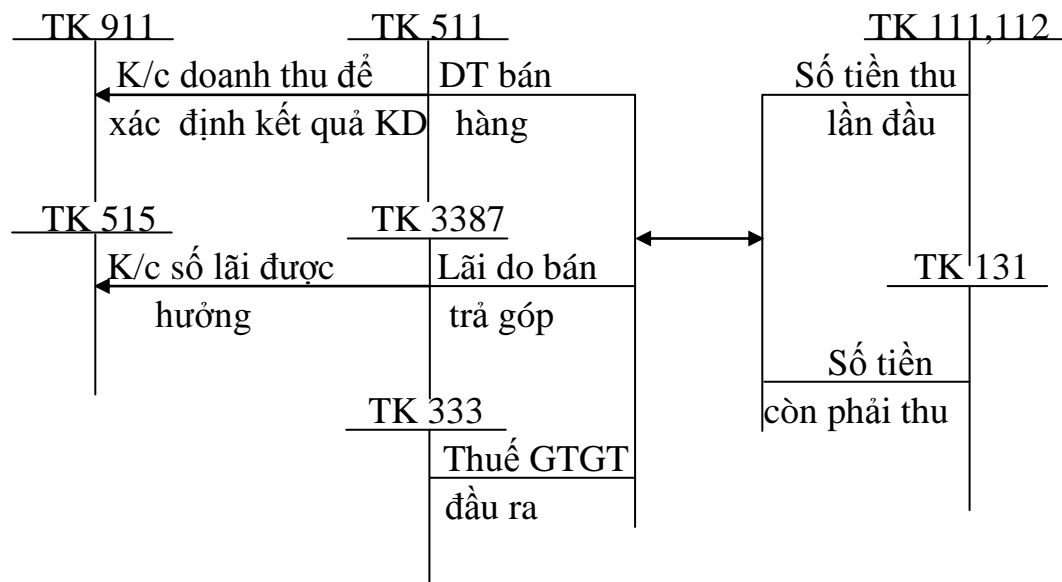 TK 911
TK 511
TK 111,112
K/c doanh thu để
xác định kết quả KD
DT bán
hàng
Số tiền thu
lần đầu
TK 515
TK 3387
K/c số lãi được
hưởng
Lãi do bán
trả góp
TK 131
Số tiền
còn phải thu
TK 333
Thuế GTGT
đầu ra